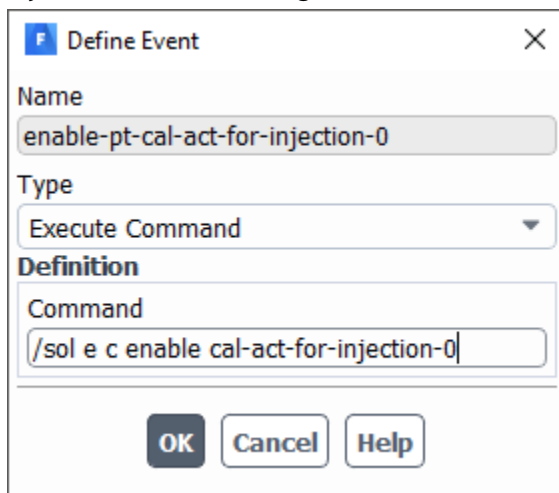 Define Event
Name
enable-pt-cal-act-for-injection-0
Type
Execute Command
Definition
Command
/sol e c enable cal-act-for-injection-0
OK Cancel Help